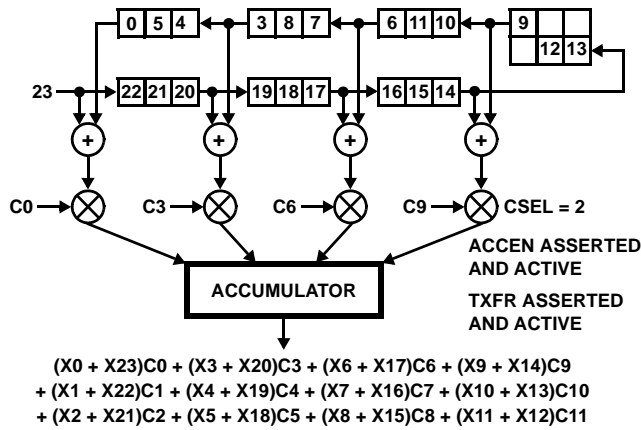 0 5 4 3 8 7 6 11 10 9
12 13
23 22 21 20 19 18 17 16 15 14
+ + + +
C0 C3 C6 C9 CSEL = 2
ACCEN ASSERTED
AND ACTIVE
ACCUMULATOR
TXFR ASSERTED
AND ACTIVE
(X0 + X23)C0 + (X3 + X20)C3 + (X6 + X17)C6 + (X9 + X14)C9
+ (X1 + X22)C1 + (X4 + X19)C4 + (X7 + X16)C7 + (X10 + X13)C10
+ (X2 + X21)C2 + (X5 + X18)C5 + (X8 + X15)C8 + (X11 + X12)C11